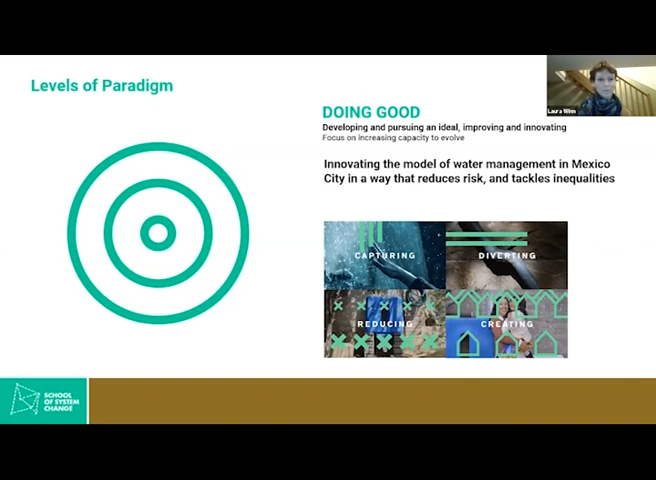 Levels of Paradigm
Laura Winn
DOING GOOD
Developing and pursuing an ideal, improving and innovating
Focus on increasing capacity to evolve
Innovating the model of water management in Mexico
City in a way that reduces risk, and tackles inequalities
CAPTURING
DIVERTING
REDUCING
CREATING
SCHOOL
OF SYSTEM
CHANGE